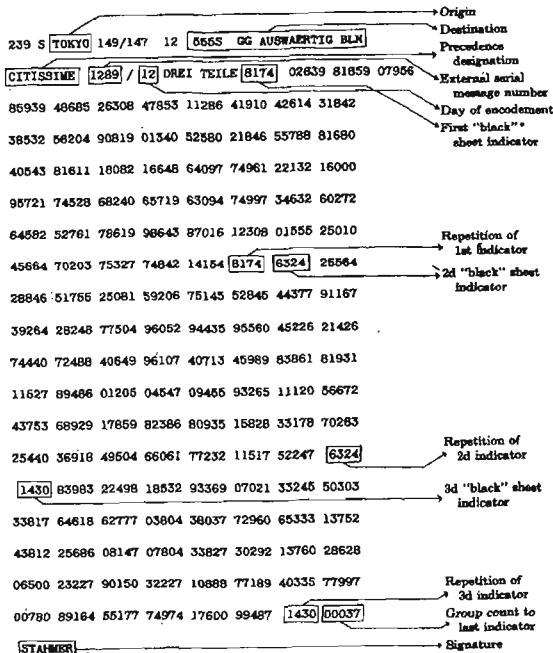 Origin
239 S TOKYO 149/147 12 555S GG AUSWAERTIG BLN
Destination
Precedence designation
CITISSIME 1289 / 12 DREI TEILE 8174 02639 81659 07956
External serial message number
85939 48685 26308 47853 11286 41910 42614 31842
Day of encodement
First "black" sheet indicator
38532 56204 90819 01340 52580 21846 55788 81680
40543 81611 18082 16648 64097 74961 22132 16000
95721 74528 68240 65719 63094 74997 34632 60272
64582 52761 78619 98643 87016 12308 01555 25010
Repetition of 1st indicator
45664 70203 75327 74842 14154 8174 6324 25564
2d "black" sheet indicator
28846 51755 25081 59206 75145 52845 44377 91167
39264 28248 77504 96052 94435 95560 45226 21426
74440 72488 40649 96107 40713 45989 83861 81931
11527 89466 01205 04547 09455 93265 11120 56672
43753 68929 17659 82386 80935 15828 33178 70263
25440 36918 49504 66061 77232 11517 52247 6324
Repetition of 2d indicator
1430 83983 22498 18532 93369 07021 33245 50303
3d "black" sheet indicator
33817 64618 62777 03804 38037 72960 65333 13752
43812 25686 08147 07804 33827 30292 13760 28628
06500 23227 90150 32227 10888 77189 40335 77997
Repetition of 3d indicator
00780 89164 55177 74974 17600 99487 1430 00037
Group count to last indicator
STAHMER
Signature